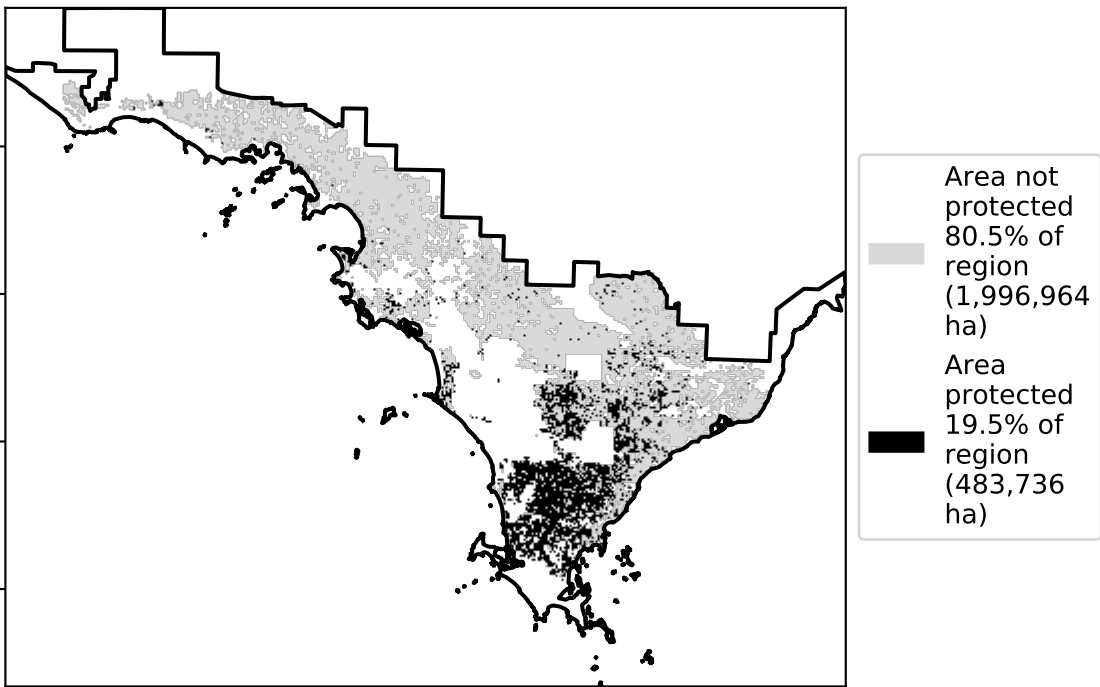 Area not
protected
80.5% of
region
(1,996,964
ha)
Area
protected
19.5% of
region
(483,736
ha)